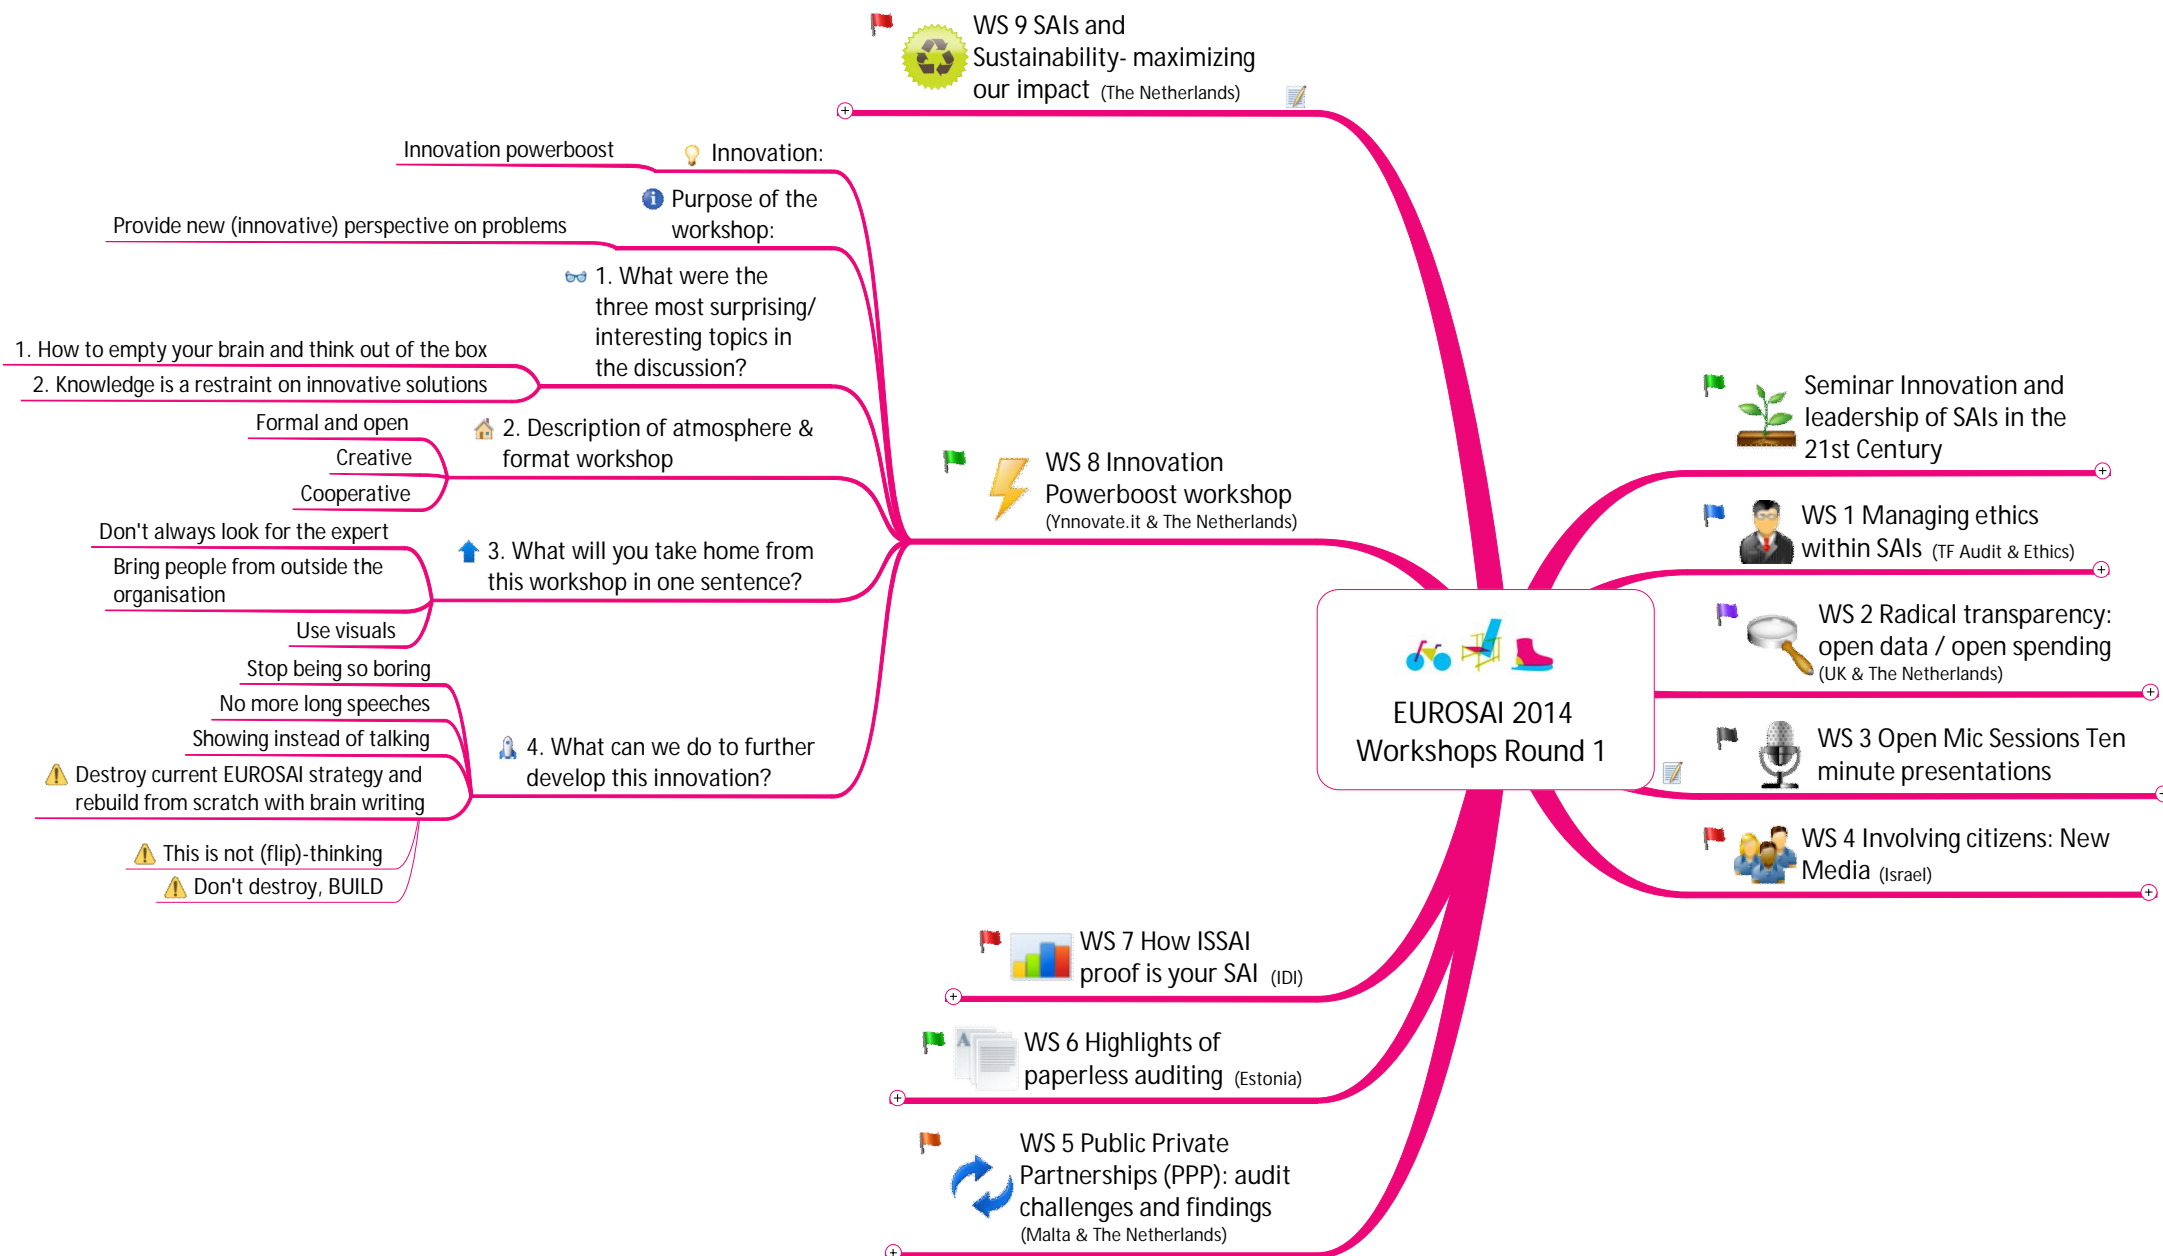 WS 9 SAIs and
Sustainability- maximizing
our impact (The Netherlands)
Innovation powerboost
Innovation:
Purpose of the
workshop:
Provide new (innovative) perspective on problems
1. What were the
three most surprising/
interesting topics in
the discussion?
1. How to empty your brain and think out of the box
2. Knowledge is a restraint on innovative solutions
2. Description of atmosphere &
format workshop
Formal and open
Creative
Cooperative
3. What will you take home from
this workshop in one sentence?
Don't always look for the expert
Bring people from outside the
organisation
Use visuals
4. What can we do to further
develop this innovation?
Stop being so boring
No more long speeches
Showing instead of talking
Destroy current EUROSAI strategy and
rebuild from scratch with brain writing
This is not (flip)-thinking
Don't destroy, BUILD
WS 8 Innovation
Powerboost workshop
(Ynnovate.it & The Netherlands)
EUROSAI 2014
Workshops Round 1
Seminar Innovation and
leadership of SAIs in the
21st Century
WS 1 Managing ethics
within SAIs (TF Audit & Ethics)
WS 2 Radical transparency:
open data / open spending
(UK & The Netherlands)
WS 3 Open Mic Sessions Ten
minute presentations
WS 4 Involving citizens: New
Media (Israel)
WS 7 How ISSAI
proof is your SAI (IDI)
WS 6 Highlights of
paperless auditing (Estonia)
WS 5 Public Private
Partnerships (PPP): audit
challenges and findings
(Malta & The Netherlands)